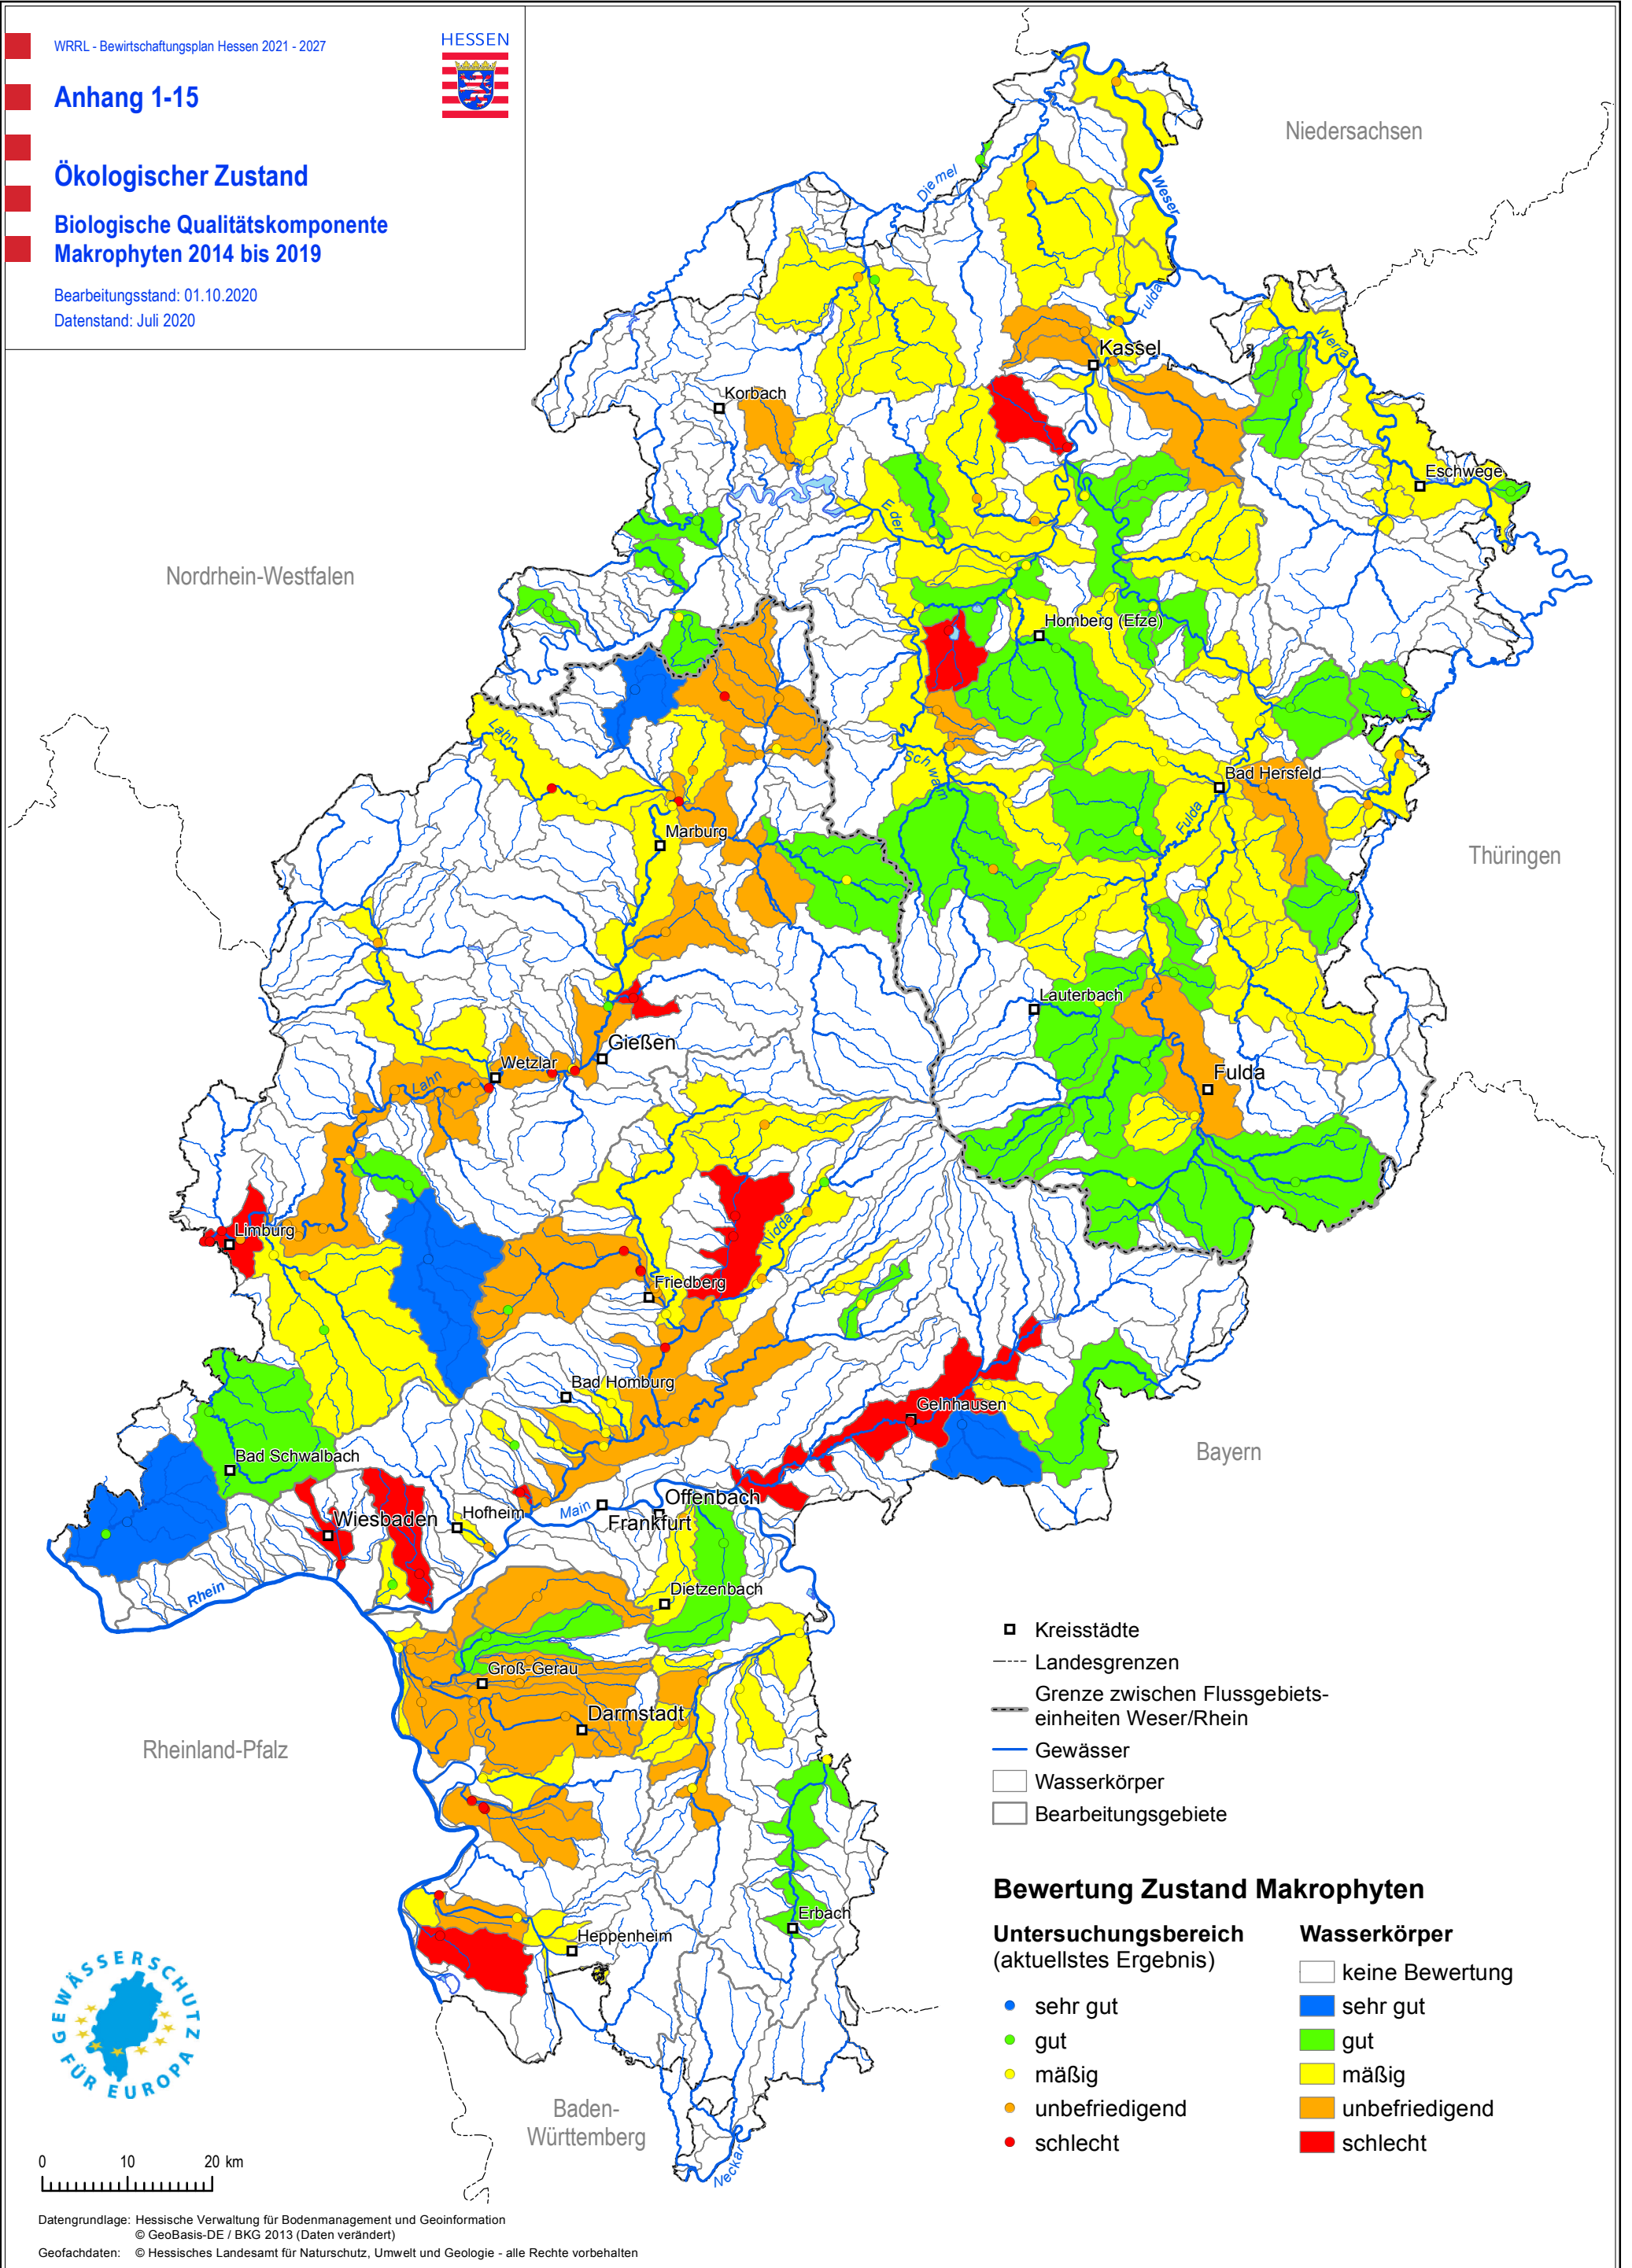 WRRL - Bewirtschaftungsplan Hessen 2021 - 2027
HESSEN
Anhang 1-15
Ökologischer Zustand
Biologische Qualitätskomponente
Makrophyten 2014 bis 2019
Bearbeitungsstand: 01.10.2020
Datenstand: Juli 2020
Niedersachsen
Diemel
Weser
Fulda
Werra
Kassel
Korbach
Eschwege
Eder
Nordrhein-Westfalen
Homberg (Efze)
Lahn
Schwalm
Bad Hersfeld
Fulda
Marburg
Thüringen
Lauterbach
Gießen
Wetzlar
Lahn
Fulda
Limburg
Nidda
Friedberg
Bad Homburg
Gelnhausen
Bayern
Bad Schwalbach
Offenbach
Main
Hofheim
Wiesbaden
Frankfurt
Rhein
Dietzenbach
Groß-Gerau
Darmstadt
Rheinland-Pfalz
Erbach
Heppenheim
Baden-
Württemberg
Neckar
Kreisstädte
Landesgrenzen
Grenze zwischen Flussgebiets-
einheiten Weser/Rhein
Gewässer
Wasserkörper
Bearbeitungsgebiete
Bewertung Zustand Makrophyten
Untersuchungsbereich
(aktuellstes Ergebnis)
sehr gut
gut
mäßig
unbefriedigend
schlecht
Wasserkörper
keine Bewertung
sehr gut
gut
mäßig
unbefriedigend
schlecht
GEWÄSSERSCHUTZ
FÜR EUROPA
0 10 20 km
Datengrundlage: Hessische Verwaltung für Bodenmanagement und Geoinformation
© GeoBasis-DE / BKG 2013 (Daten verändert)
Geofachdaten: © Hessisches Landesamt für Naturschutz, Umwelt und Geologie - alle Rechte vorbehalten